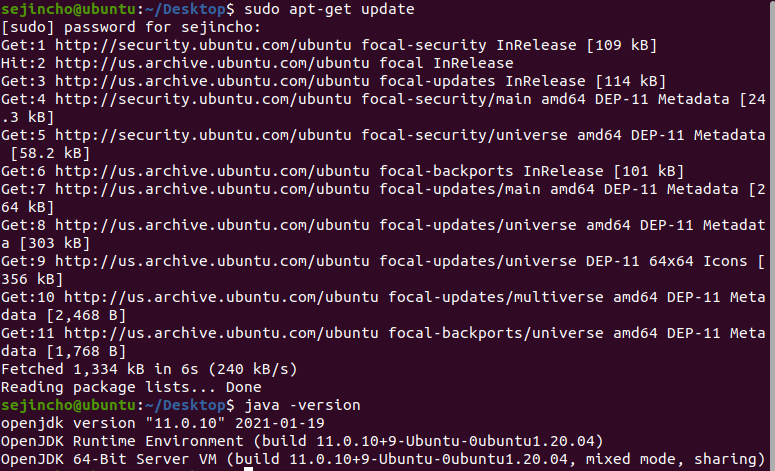 sejincho@ubuntu:~/Desktop$ sudo apt-get update
[sudo] password for sejincho:
Get:1 http://security.ubuntu.com/ubuntu focal-security InRelease [109 kB]
Hit:2 http://us.archive.ubuntu.com/ubuntu focal InRelease
Get:3 http://us.archive.ubuntu.com/ubuntu focal-updates InRelease [114 kB]
Get:4 http://security.ubuntu.com/ubuntu focal-security/main amd64 DEP-11 Metadata [24
.3 kB]
Get:5 http://security.ubuntu.com/ubuntu focal-security/universe amd64 DEP-11 Metadata
 [58.2 kB]
Get:6 http://us.archive.ubuntu.com/ubuntu focal-backports InRelease [101 kB]
Get:7 http://us.archive.ubuntu.com/ubuntu focal-updates/main amd64 DEP-11 Metadata [2
64 kB]
Get:8 http://us.archive.ubuntu.com/ubuntu focal-updates/universe amd64 DEP-11 Metadat
a [303 kB]
Get:9 http://us.archive.ubuntu.com/ubuntu focal-updates/universe DEP-11 64x64 Icons [
356 kB]
Get:10 http://us.archive.ubuntu.com/ubuntu focal-updates/multiverse amd64 DEP-11 Meta
data [2,468 B]
Get:11 http://us.archive.ubuntu.com/ubuntu focal-backports/universe amd64 DEP-11 Meta
data [1,768 B]
Fetched 1,334 kB in 6s (240 kB/s)
Reading package lists... Done
sejincho@ubuntu:~/Desktop$ java -version
openjdk version "11.0.10" 2021-01-19
OpenJDK Runtime Environment (build 11.0.10+9-Ubuntu-0ubuntu1.20.04)
OpenJDK 64-Bit Server VM (build 11.0.10+9-Ubuntu-0ubuntu1.20.04, mixed mode, sharing)